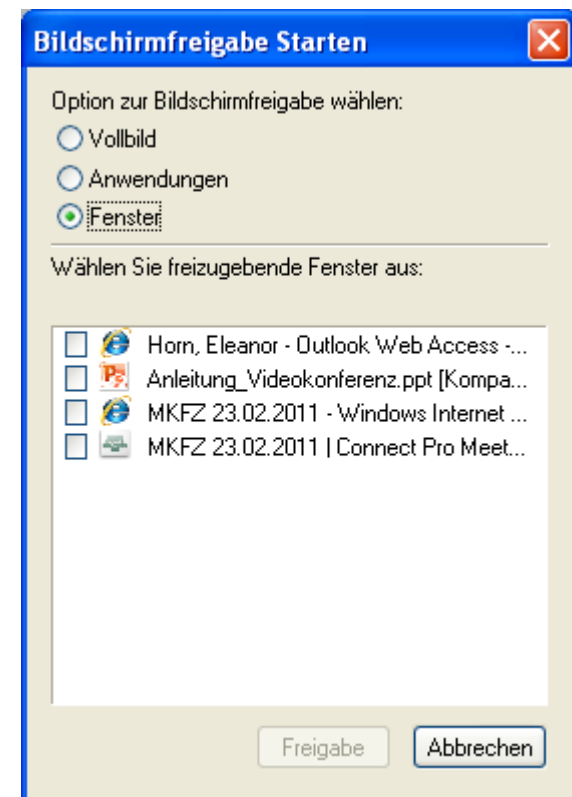 Bildschirmfreigabe Starten
Option zur Bildschirmfreigabe wählen:
Vollbild
Anwendungen
Fenster
Wählen Sie freizugebende Fenster aus:
Horn, Eleanor - Outlook Web Access -...
Anleitung_Videokonferenz.ppt [Kompa...
MKFZ 23.02.2011 - Windows Internet ...
MKFZ 23.02.2011 | Connect Pro Meet...
Freigabe Abbrechen